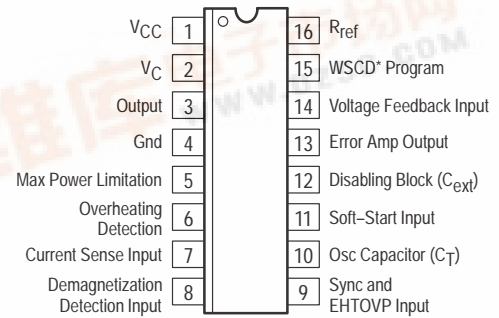 VCC 1
16 Rref
VC 2
15 WSCD* Program
Output 3
14 Voltage Feedback Input
Gnd 4
13 Error Amp Output
Max Power Limitation 5
12 Disabling Block (Cext)
Overheating
Detection 6
11 Soft–Start Input
Current Sense Input 7
10 Osc Capacitor (CT)
Demagnetization
Detection Input 8
9 Sync and
EHTOVP Input